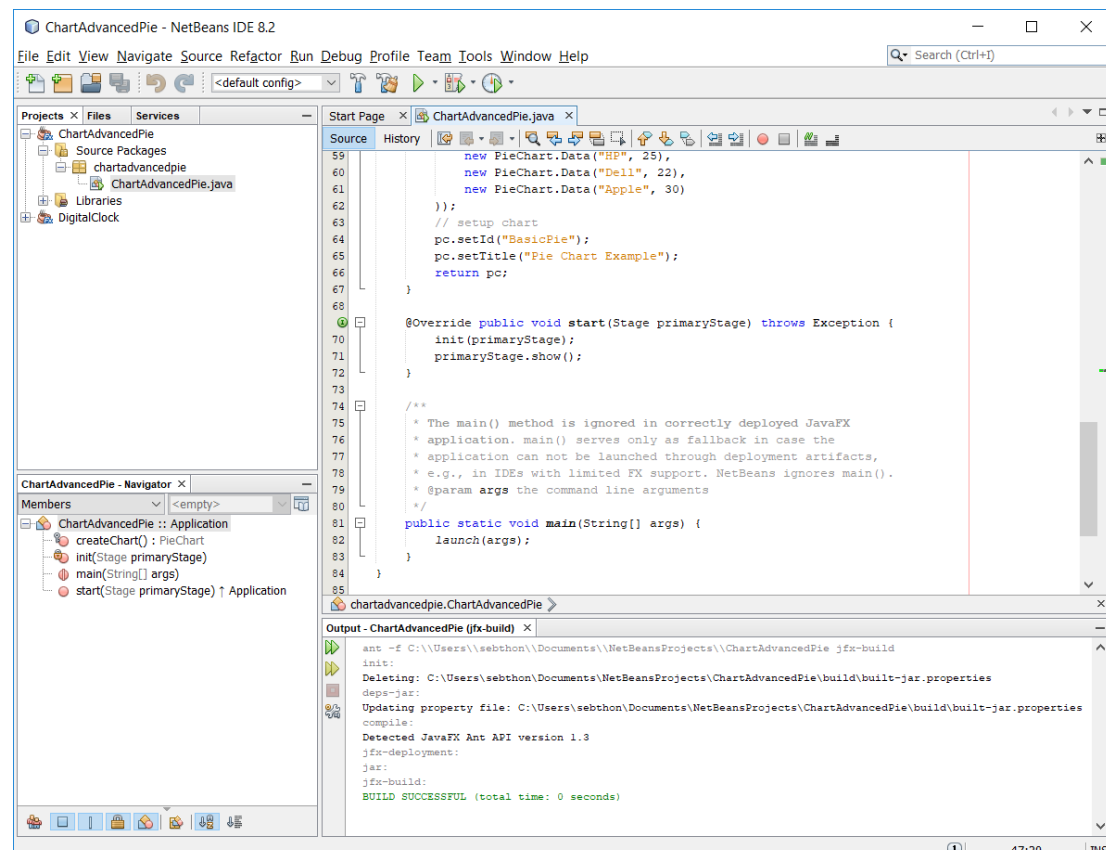 ChartAdvancedPie - NetBeans IDE 8.2
File Edit View Navigate Source Refactor Run Debug Profile Team Tools Window Help
Search (Ctrl+I)
<default config>
Projects Files Services
ChartAdvancedPie
Source Packages
chartadvancedpie
ChartAdvancedPie.java
Libraries
DigitalClock
ChartAdvancedPie - Navigator
Members <empty>
ChartAdvancedPie :: Application
createChart() : PieChart
init(Stage primaryStage)
main(String[] args)
start(Stage primaryStage) ↑ Application
Start Page ChartAdvancedPie.java
Source History
59 new PieChart.Data("HP", 25),
60 new PieChart.Data("Dell", 22),
61 new PieChart.Data("Apple", 30)
62 ));
63 // setup chart
64 pc.setId("BasicPie");
65 pc.setTitle("Pie Chart Example");
66 return pc;
67 }
68
@Override public void start(Stage primaryStage) throws Exception {
70 init(primaryStage);
71 primaryStage.show();
72 }
73
74 /**
75 * The main() method is ignored in correctly deployed JavaFX
76 * application. main() serves only as fallback in case the
77 * application can not be launched through deployment artifacts,
78 * e.g., in IDEs with limited FX support. NetBeans ignores main().
79 * @param args the command line arguments
80 */
81 public static void main(String[] args) {
82 launch(args);
83 }
84 }
85
chartadvancedpie.ChartAdvancedPie
Output - ChartAdvancedPie (jfx-build)
ant -f C:\\Users\\sebthon\\Documents\\NetBeansProjects\\ChartAdvancedPie jfx-build
init:
Deleting: C:\Users\sebthon\Documents\NetBeansProjects\ChartAdvancedPie\build\built-jar.properties
deps-jar:
Updating property file: C:\Users\sebthon\Documents\NetBeansProjects\ChartAdvancedPie\build\built-jar.properties
compile:
Detected JavaFX Ant API version 1.3
jfx-deployment:
jar:
jfx-build:
BUILD SUCCESSFUL (total time: 0 seconds)